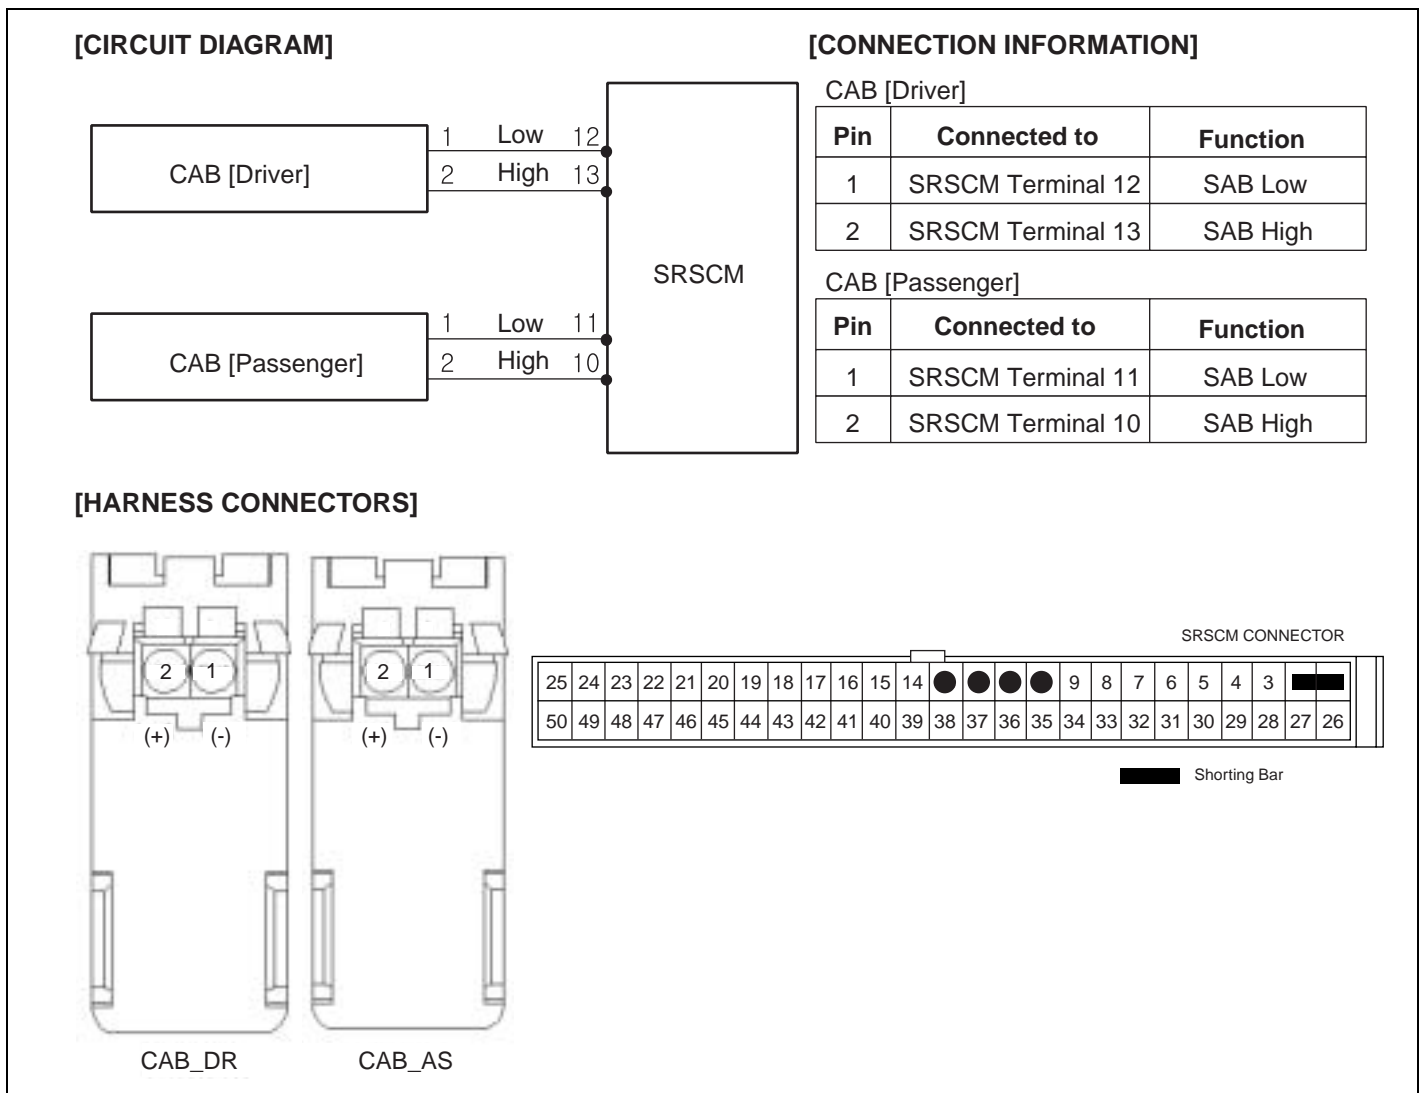 [CIRCUIT DIAGRAM]
CAB [Driver]
1 Low 12
2 High 13
SRSCM
CAB [Passenger]
1 Low 11
2 High 10
[CONNECTION INFORMATION]
CAB [Driver]
Pin Connected to Function
1 SRSCM Terminal 12 SAB Low
2 SRSCM Terminal 13 SAB High
CAB [Passenger]
Pin Connected to Function
1 SRSCM Terminal 11 SAB Low
2 SRSCM Terminal 10 SAB High
[HARNESS CONNECTORS]
2 1
(+) (-)
CAB_DR
2 1
(+) (-)
CAB_AS
SRSCM CONNECTOR
25 24 23 22 21 20 19 18 17 16 15 14 9 8 7 6 5 4 3
50 49 48 47 46 45 44 43 42 41 40 39 38 37 36 35 34 33 32 31 30 29 28 27 26
Shorting Bar